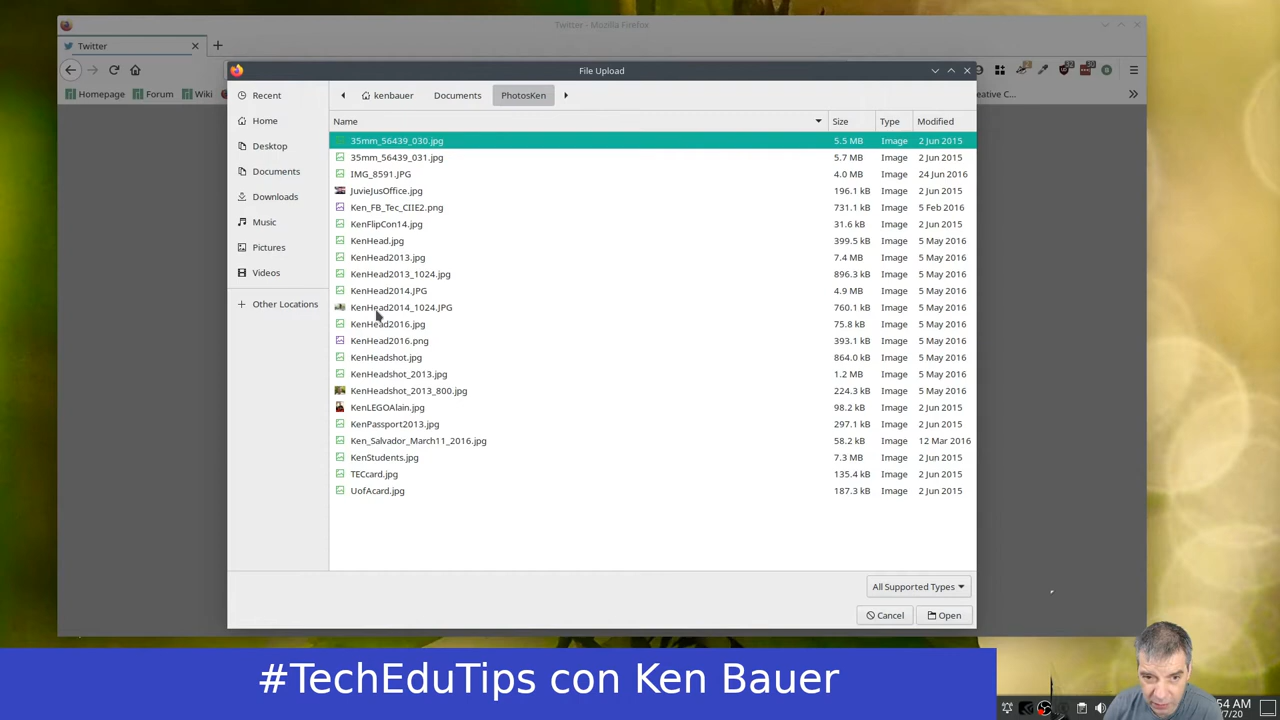 Twitter - Mozilla Firefox
Twitter
Homepage
Forum
Wiki
eative C...
File Upload
kenbauer
Documents
PhotosKen
Recent
Home
Desktop
Documents
Downloads
Music
Pictures
Videos
Other Locations
Name Size Type Modified
35mm_56439_030.jpg 5.5 MB Image 2 Jun 2015
35mm_56439_031.jpg 5.7 MB Image 2 Jun 2015
IMG_8591.JPG 4.0 MB Image 24 Jun 2016
JuvieJusOffice.jpg 196.1 kB Image 2 Jun 2015
Ken_FB_Tec_CIIE2.png 731.1 kB Image 5 Feb 2016
KenFlipCon14.jpg 31.6 kB Image 2 Jun 2015
KenHead.jpg 399.5 kB Image 5 May 2016
KenHead2013.jpg 7.4 MB Image 5 May 2016
KenHead2013_1024.jpg 896.3 kB Image 5 May 2016
KenHead2014.JPG 4.9 MB Image 5 May 2016
KenHead2014_1024.JPG 760.1 kB Image 5 May 2016
KenHead2016.jpg 75.8 kB Image 5 May 2016
KenHead2016.png 393.1 kB Image 5 May 2016
KenHeadshot.jpg 864.0 kB Image 5 May 2016
KenHeadshot_2013.jpg 1.2 MB Image 5 May 2016
KenHeadshot_2013_800.jpg 224.3 kB Image 5 May 2016
KenLEGOAlain.jpg 98.2 kB Image 2 Jun 2015
KenPassport2013.jpg 297.1 kB Image 2 Jun 2015
Ken_Salvador_March11_2016.jpg 58.2 kB Image 12 Mar 2016
KenStudents.jpg 7.3 MB Image 2 Jun 2015
TECcard.jpg 135.4 kB Image 2 Jun 2015
UofAcard.jpg 187.3 kB Image 2 Jun 2015
All Supported Types
Cancel
Open
#TechEduTips con Ken Bauer
54 AM
/7/20